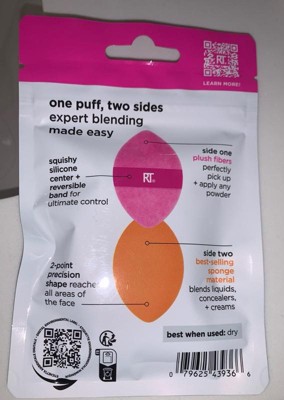 RT
LEARN MORE!
one puff, two sides
expert blending
made easy
squishy
silicone
center +
reversible
band for
ultimate control
RT
side one
plush fibers
perfectly
pick up
+ apply any
powder
2-point
precision
shape reache
all areas of
the face
side two
best-selling
sponge
material
blends liquids,
concealers,
+ creams
best when used: dry
0 79625 43936 6